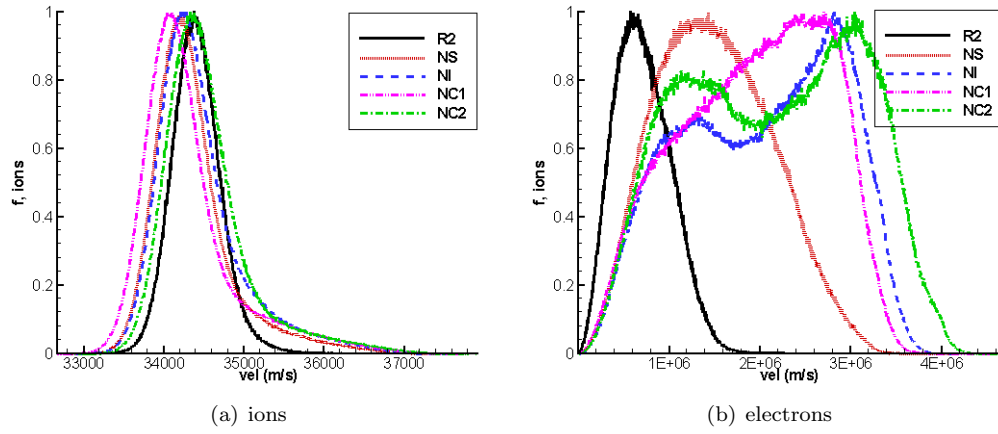 1
0.8
0.6
0.4
0.2
0
f, ions
33000 34000 35000 36000 37000
vel (m/s)
R2
NS
NI
NC1
NC2
(a) ions
1
0.8
0.6
0.4
0.2
0
f, ions
1E+06 2E+06 3E+06 4E+06
vel (m/s)
R2
NS
NI
NC1
NC2
(b) electrons